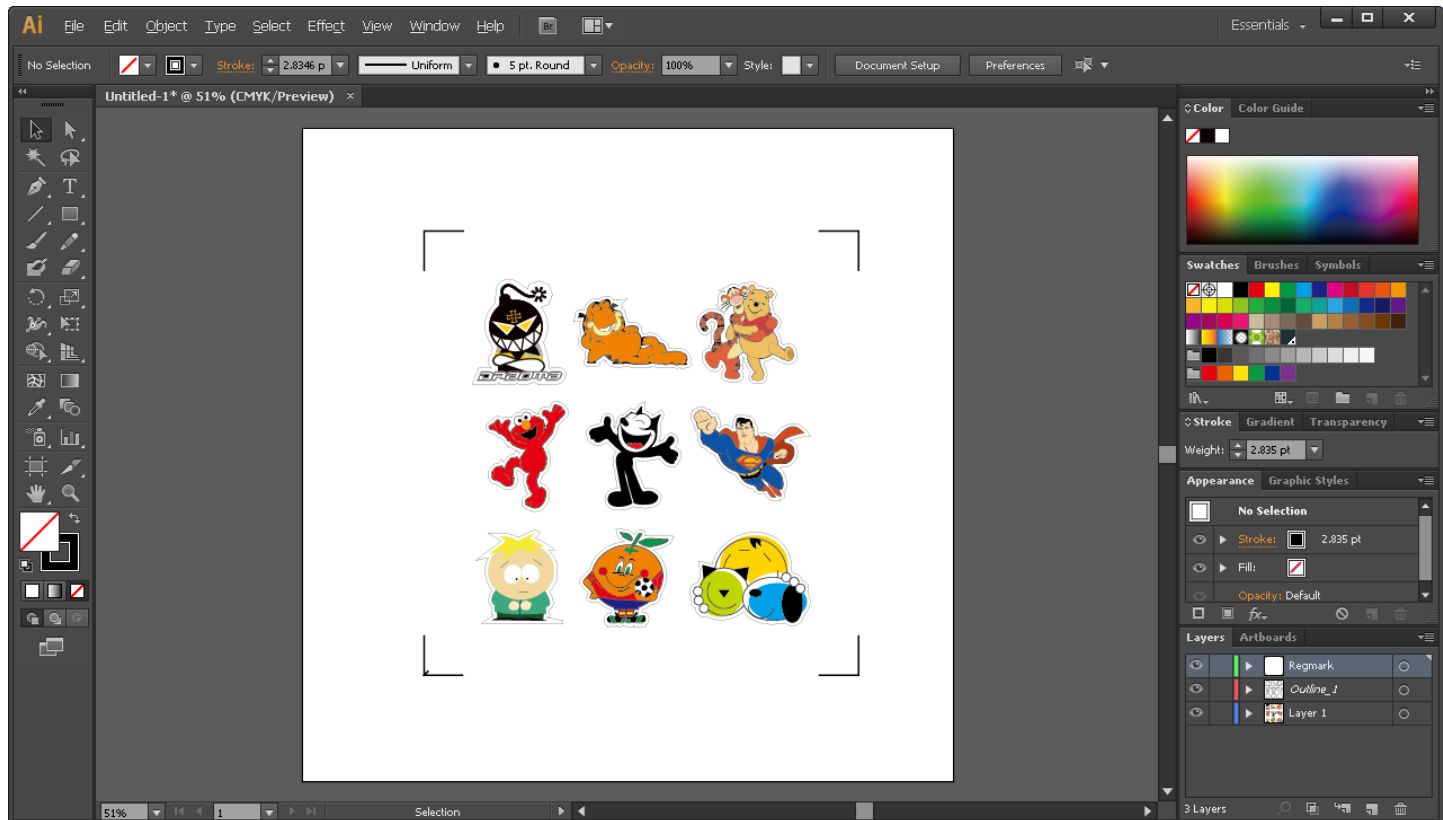 Ai File Edit Object Type Select Effect View Window Help Br Essentials
No Selection Stroke: 2.8346 p Uniform 5 pt. Round Opacity: 100% Style: Document Setup Preferences
Untitled-1* @ 51% (CMYK/Preview) ×
Color Color Guide
Swatches Brushes Symbols
Stroke Gradient Transparency
Weight: 2.835 pt
Appearance Graphic Styles
No Selection
Stroke: 2.835 pt
Fill:
Opacity: Default
fx
Layers Artboards
Regmark
Outline_1
Layer 1
3 Layers
51% 1 Selection